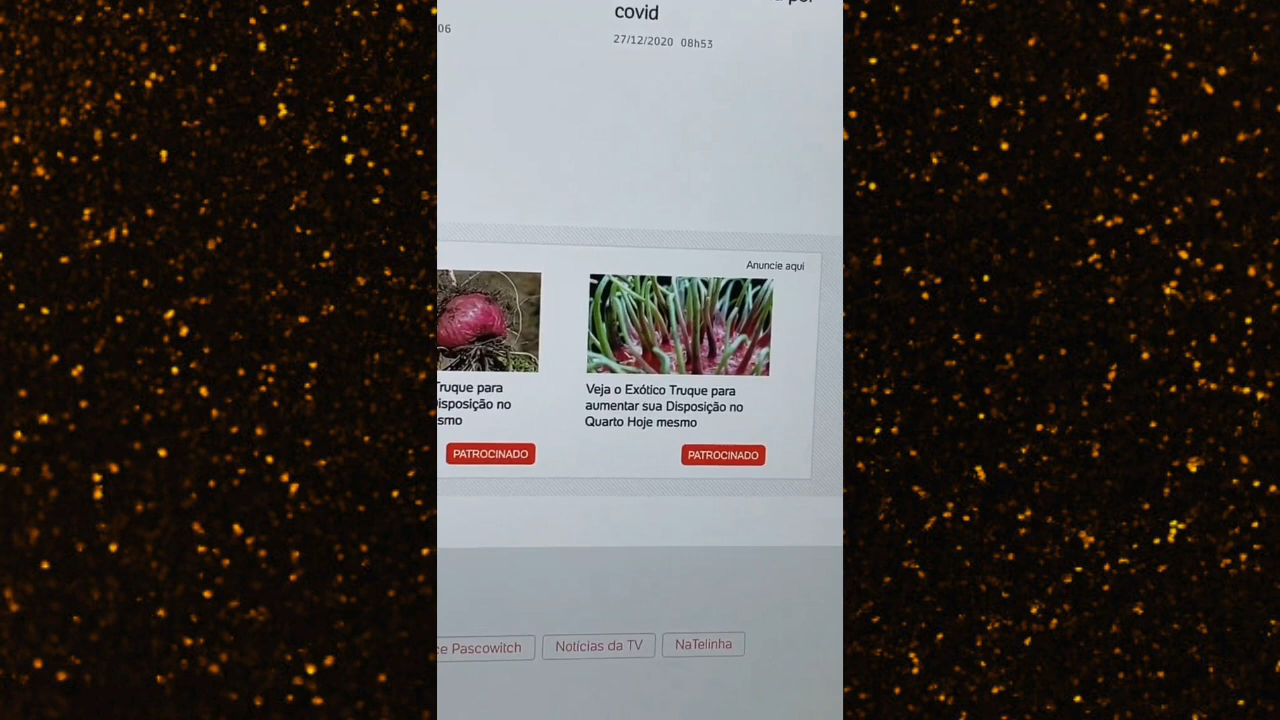 covid
06
27/12/2020 08h53
Anuncie aqui
Truque para
isposição no
smo
Veja o Exótico Truque para
aumentar sua Disposição no
Quarto Hoje mesmo
PATROCINADO
PATROCINADO
ce Pascowitch
Notícias da TV
NaTelinha